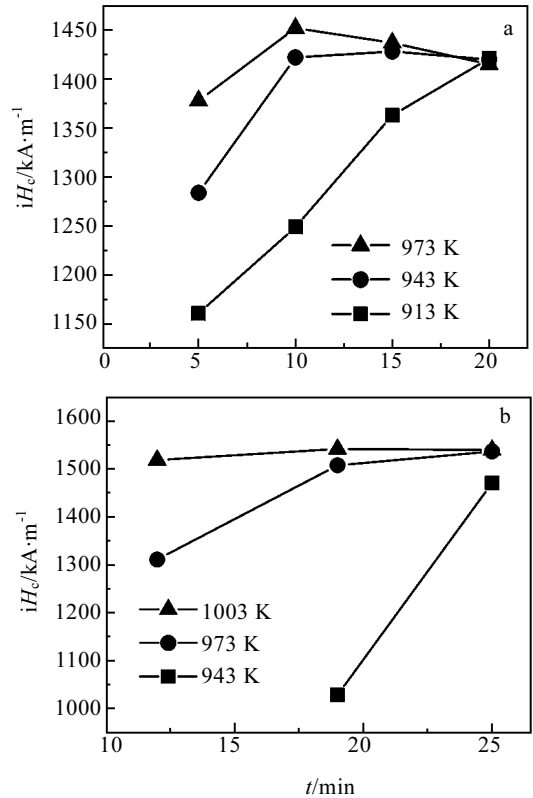 a
1450
1400
1350
1300
1250
1200
1150
iHc/kA·m-1
973 K
943 K
913 K
0 5 10 15 20
b
1600
1500
1400
1300
1200
1100
1000
iHc/kA·m-1
1003 K
973 K
943 K
10 15 20 25
t/min